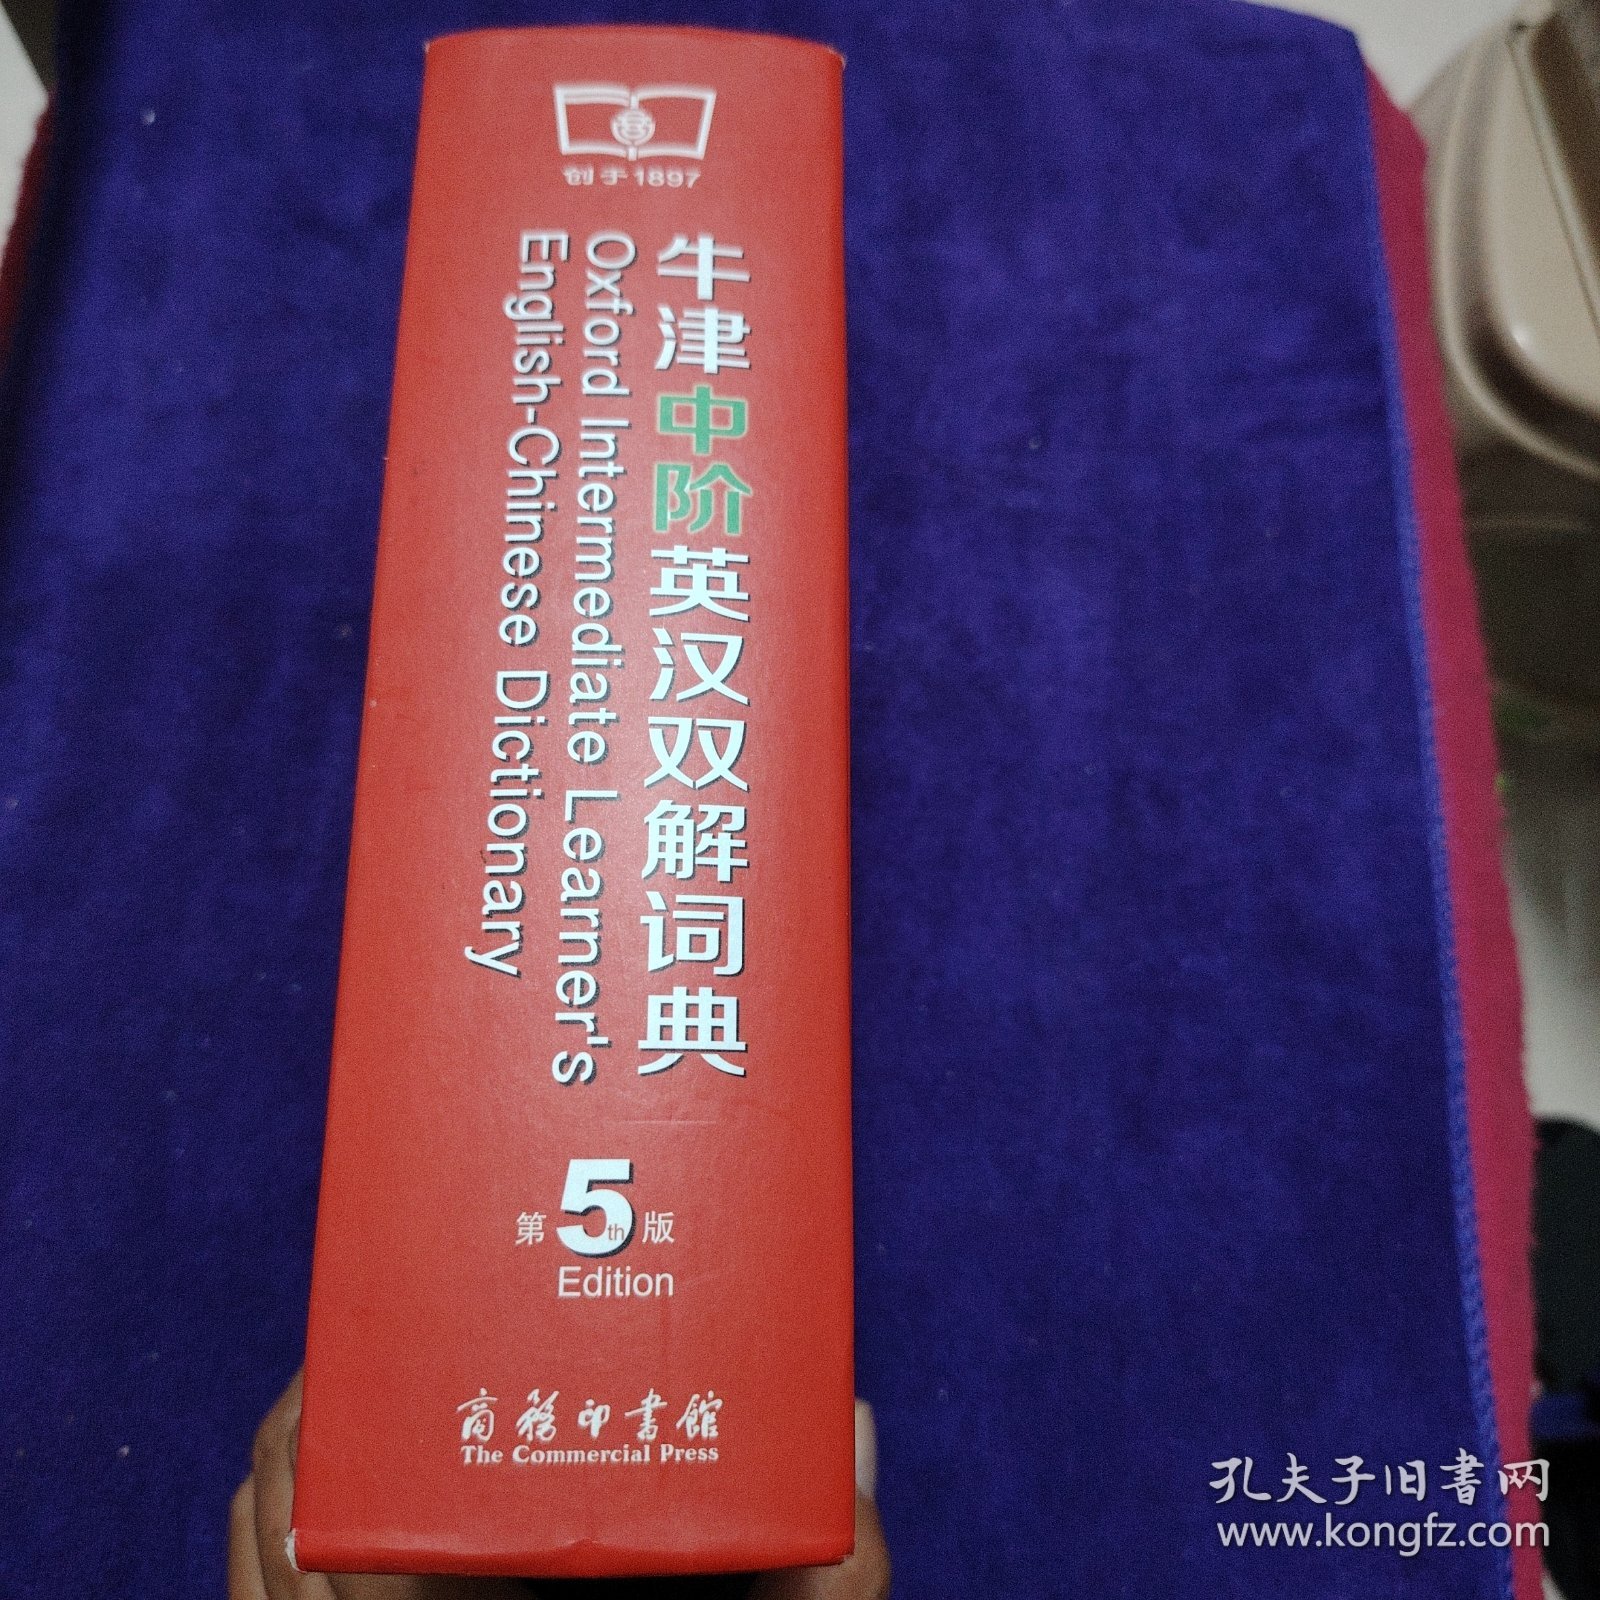 创于1897
牛津中阶英汉双解词典
Oxford Intermediate Learner's
English-Chinese Dictionary
第5th版
Edition
商務印書館
The Commercial Press
孔夫子旧書网
www.kongfz.com